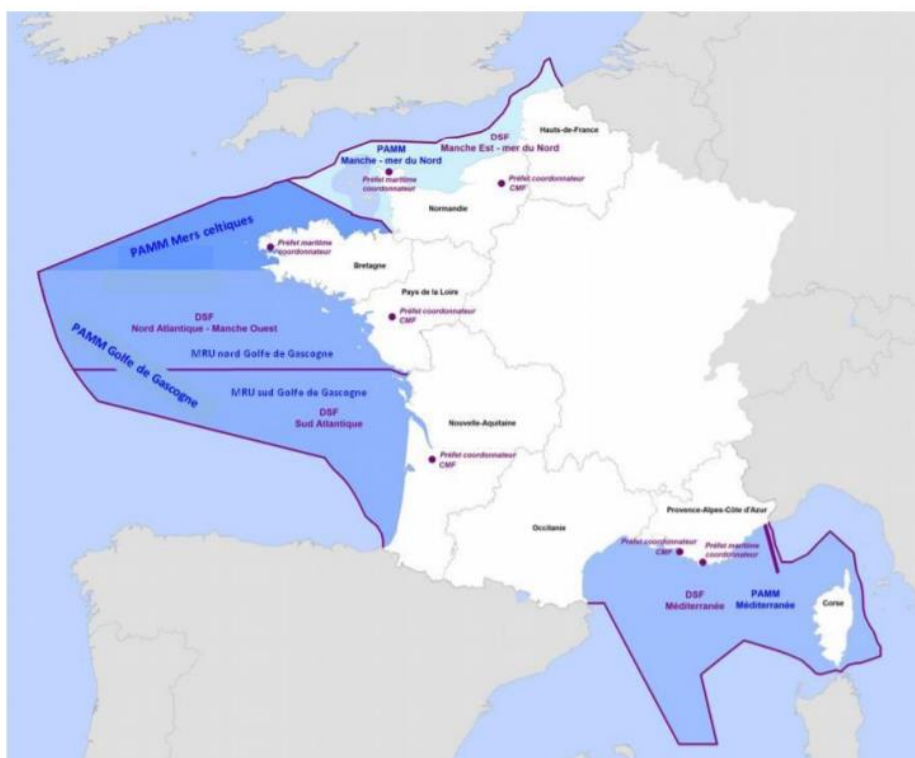 Hauts-de-France
DSF
Manche Est - mer du Nord
PAMM
Manche - mer du Nord
Préfet maritime
coordonnateur
Préfet coordonnateur
CMF
Normandie
PAMM Mers celtiques
Préfet maritime
coordonnateur
Bretagne
Pays de la Loire
Préfet coordonnateur
CMF
DSF
Nord Atlantique - Manche Ouest
MRU nord Golfe de Gascogne
PAMM Golfe de Gascogne
MRU sud Golfe de Gascogne
DSF
Sud Atlantique
Nouvelle-Aquitaine
Préfet coordonnateur
CMF
Occitanie
Provence-Alpes-Côte d'Azur
Préfet coordonnateur
CMF
Préfet maritime
coordonnateur
DSF
Méditerranée
PAMM
Méditerranée
Corse